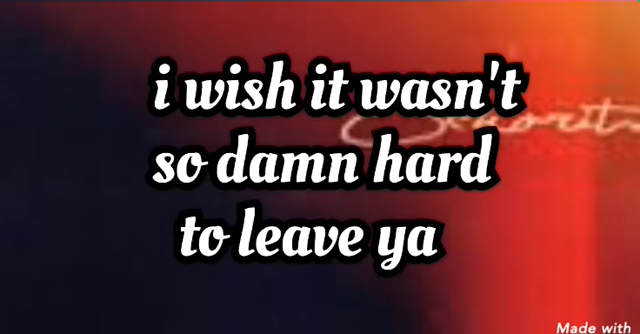 i wish it wasn't
so damn hard
to leave ya
Made with